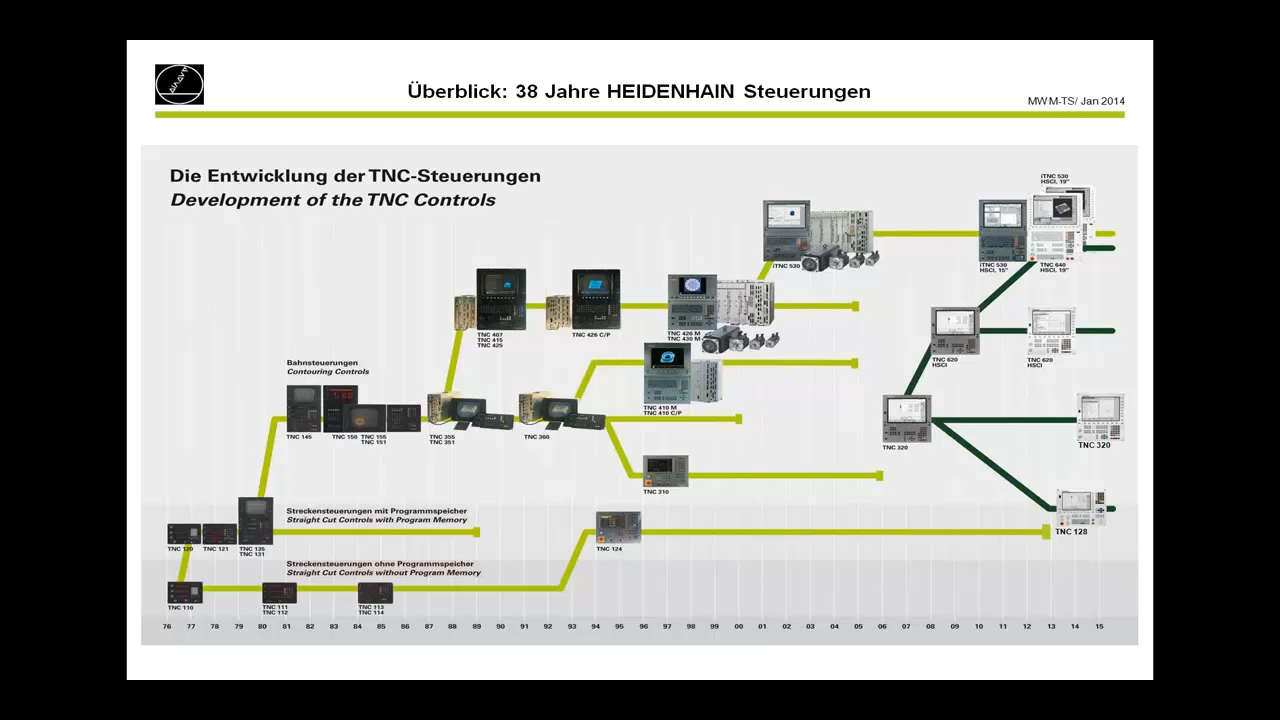 Überblick: 38 Jahre HEIDENHAIN Steuerungen
MWM-TS/ Jan 2014
Die Entwicklung der TNC-Steuerungen
Development of the TNC Controls
iTNC 530
HSCI, 19"
iTNC 530
iTNC 530
HSCI, 15"
TNC 640
HSCI, 19"
TNC 407
TNC 415
TNC 425
TNC 426 C/P
TNC 426 M
TNC 430 M
TNC 620
HSCI
TNC 620
HSCI
Bahnsteuerungen
Contouring Controls
TNC 145
TNC 150
TNC 155
TNC 151
TNC 355
TNC 351
TNC 360
TNC 410 M
TNC 410 C/P
TNC 320
TNC 320
TNC 310
Streckensteuerungen mit Programmspeicher
Straight Cut Controls with Program Memory
TNC 120
TNC 121
TNC 135
TNC 131
TNC 124
TNC 128
Streckensteuerungen ohne Programmspeicher
Straight Cut Controls without Program Memory
TNC 110
TNC 111
TNC 112
TNC 113
TNC 114
76 77 78 79 80 81 82 83 84 85 86 87 88 89 90 91 92 93 94 95 96 97 98 99 00 01 02 03 04 05 06 07 08 09 10 11 12 13 14 15